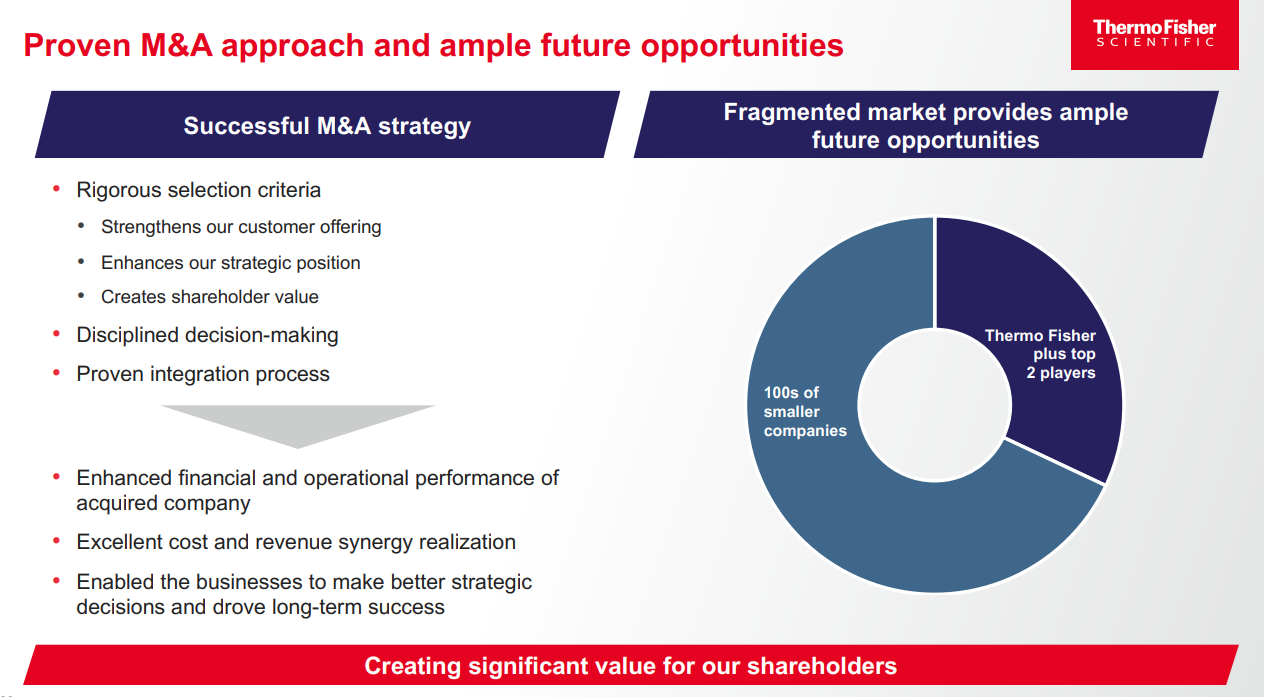 Proven M&A approach and ample future opportunities
ThermoFisher
SCIENTIFIC
Successful M&A strategy
• Rigorous selection criteria
• Strengthens our customer offering
• Enhances our strategic position
• Creates shareholder value
• Disciplined decision-making
• Proven integration process
• Enhanced financial and operational performance of
acquired company
• Excellent cost and revenue synergy realization
• Enabled the businesses to make better strategic
decisions and drove long-term success
Fragmented market provides ample
future opportunities
Thermo Fisher
plus top
2 players
100s of
smaller
companies
Creating significant value for our shareholders